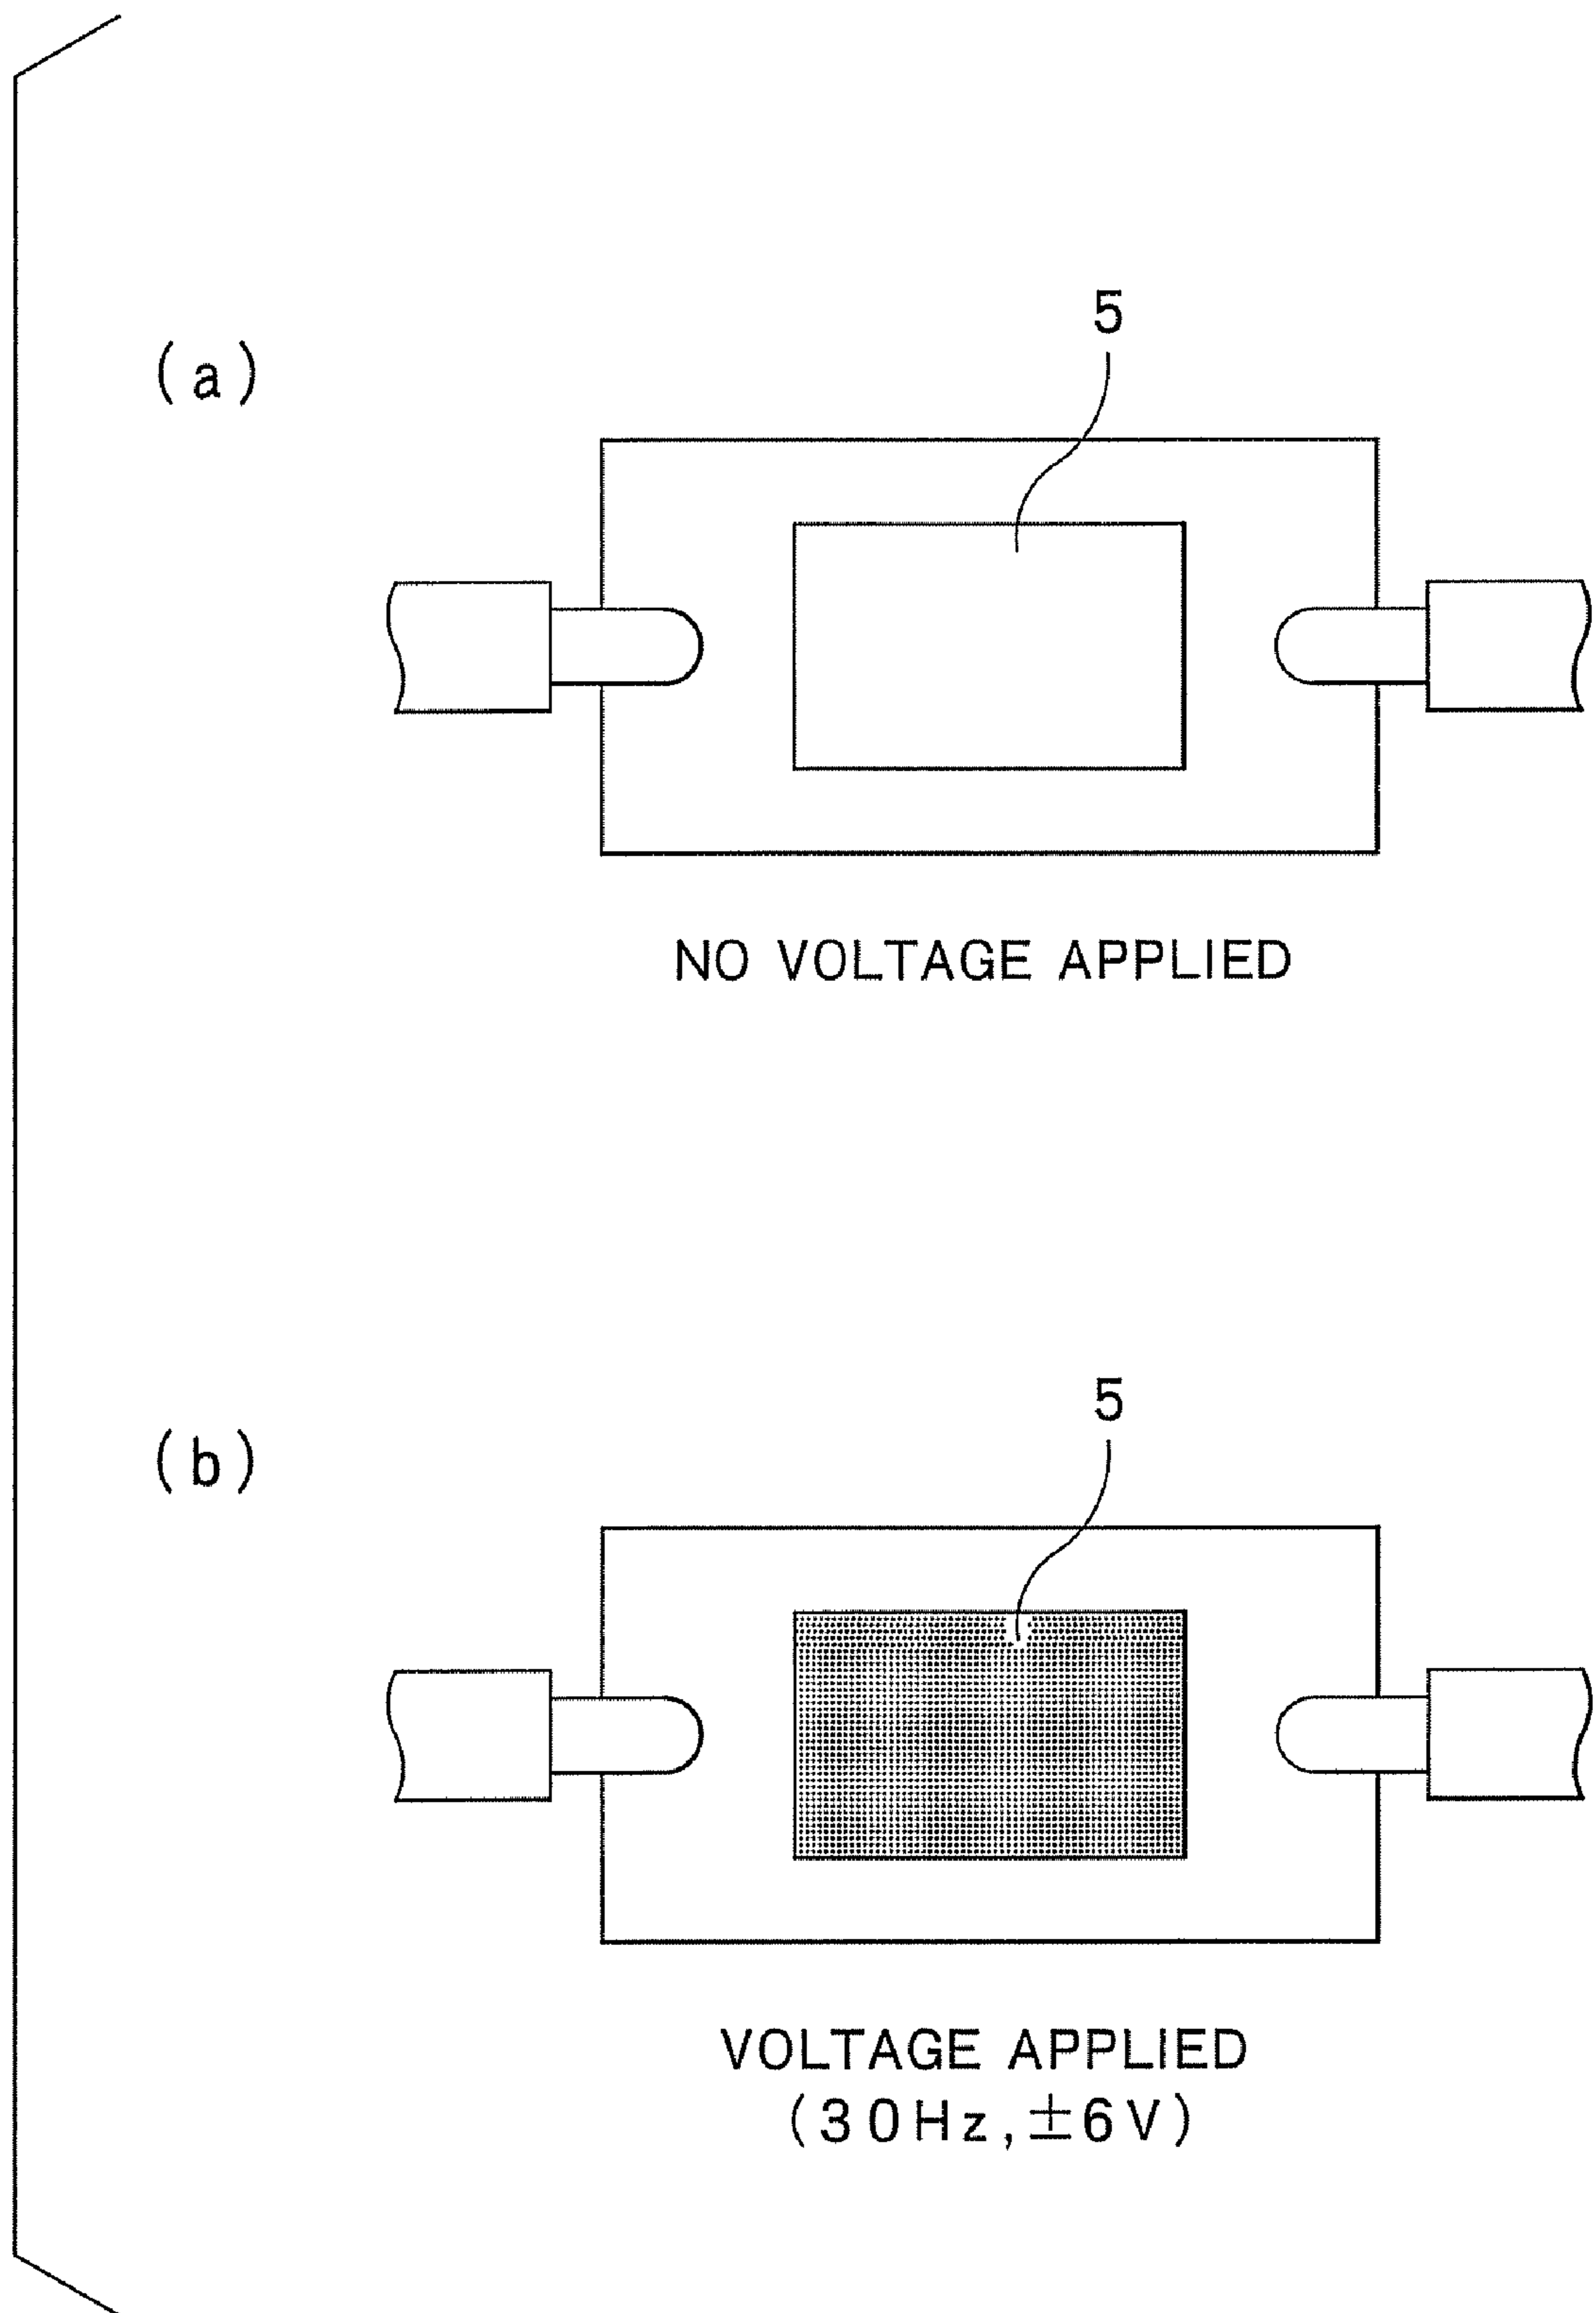 (a)
5
NO VOLTAGE APPLIED
(b)
5
VOLTAGE APPLIED
(30Hz,±6V)